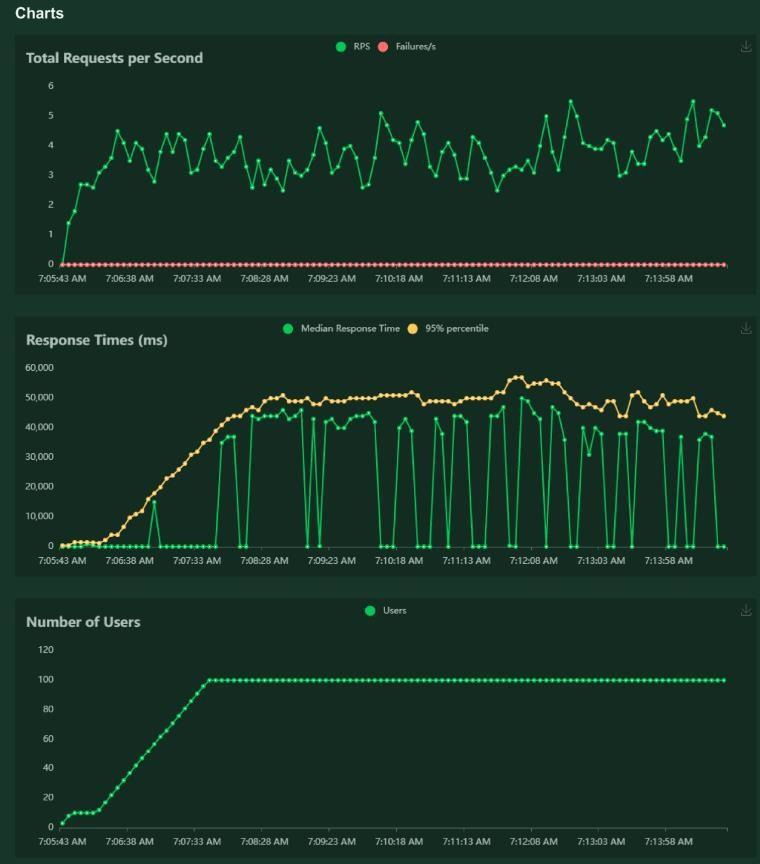 Charts
RPS Failures/s
Total Requests per Second
6
5
4
3
2
1
0
7:05:43 AM 7:06:38 AM 7:07:33 AM 7:08:28 AM 7:09:23 AM 7:10:18 AM 7:11:13 AM 7:12:08 AM 7:13:03 AM 7:13:58 AM
Median Response Time 95% percentile
Response Times (ms)
60,000
50,000
40,000
30,000
20,000
10,000
0
7:05:43 AM 7:06:38 AM 7:07:33 AM 7:08:28 AM 7:09:23 AM 7:10:18 AM 7:11:13 AM 7:12:08 AM 7:13:03 AM 7:13:58 AM
Users
Number of Users
120
100
80
60
40
20
0
7:05:43 AM 7:06:38 AM 7:07:33 AM 7:08:28 AM 7:09:23 AM 7:10:18 AM 7:11:13 AM 7:12:08 AM 7:13:03 AM 7:13:58 AM